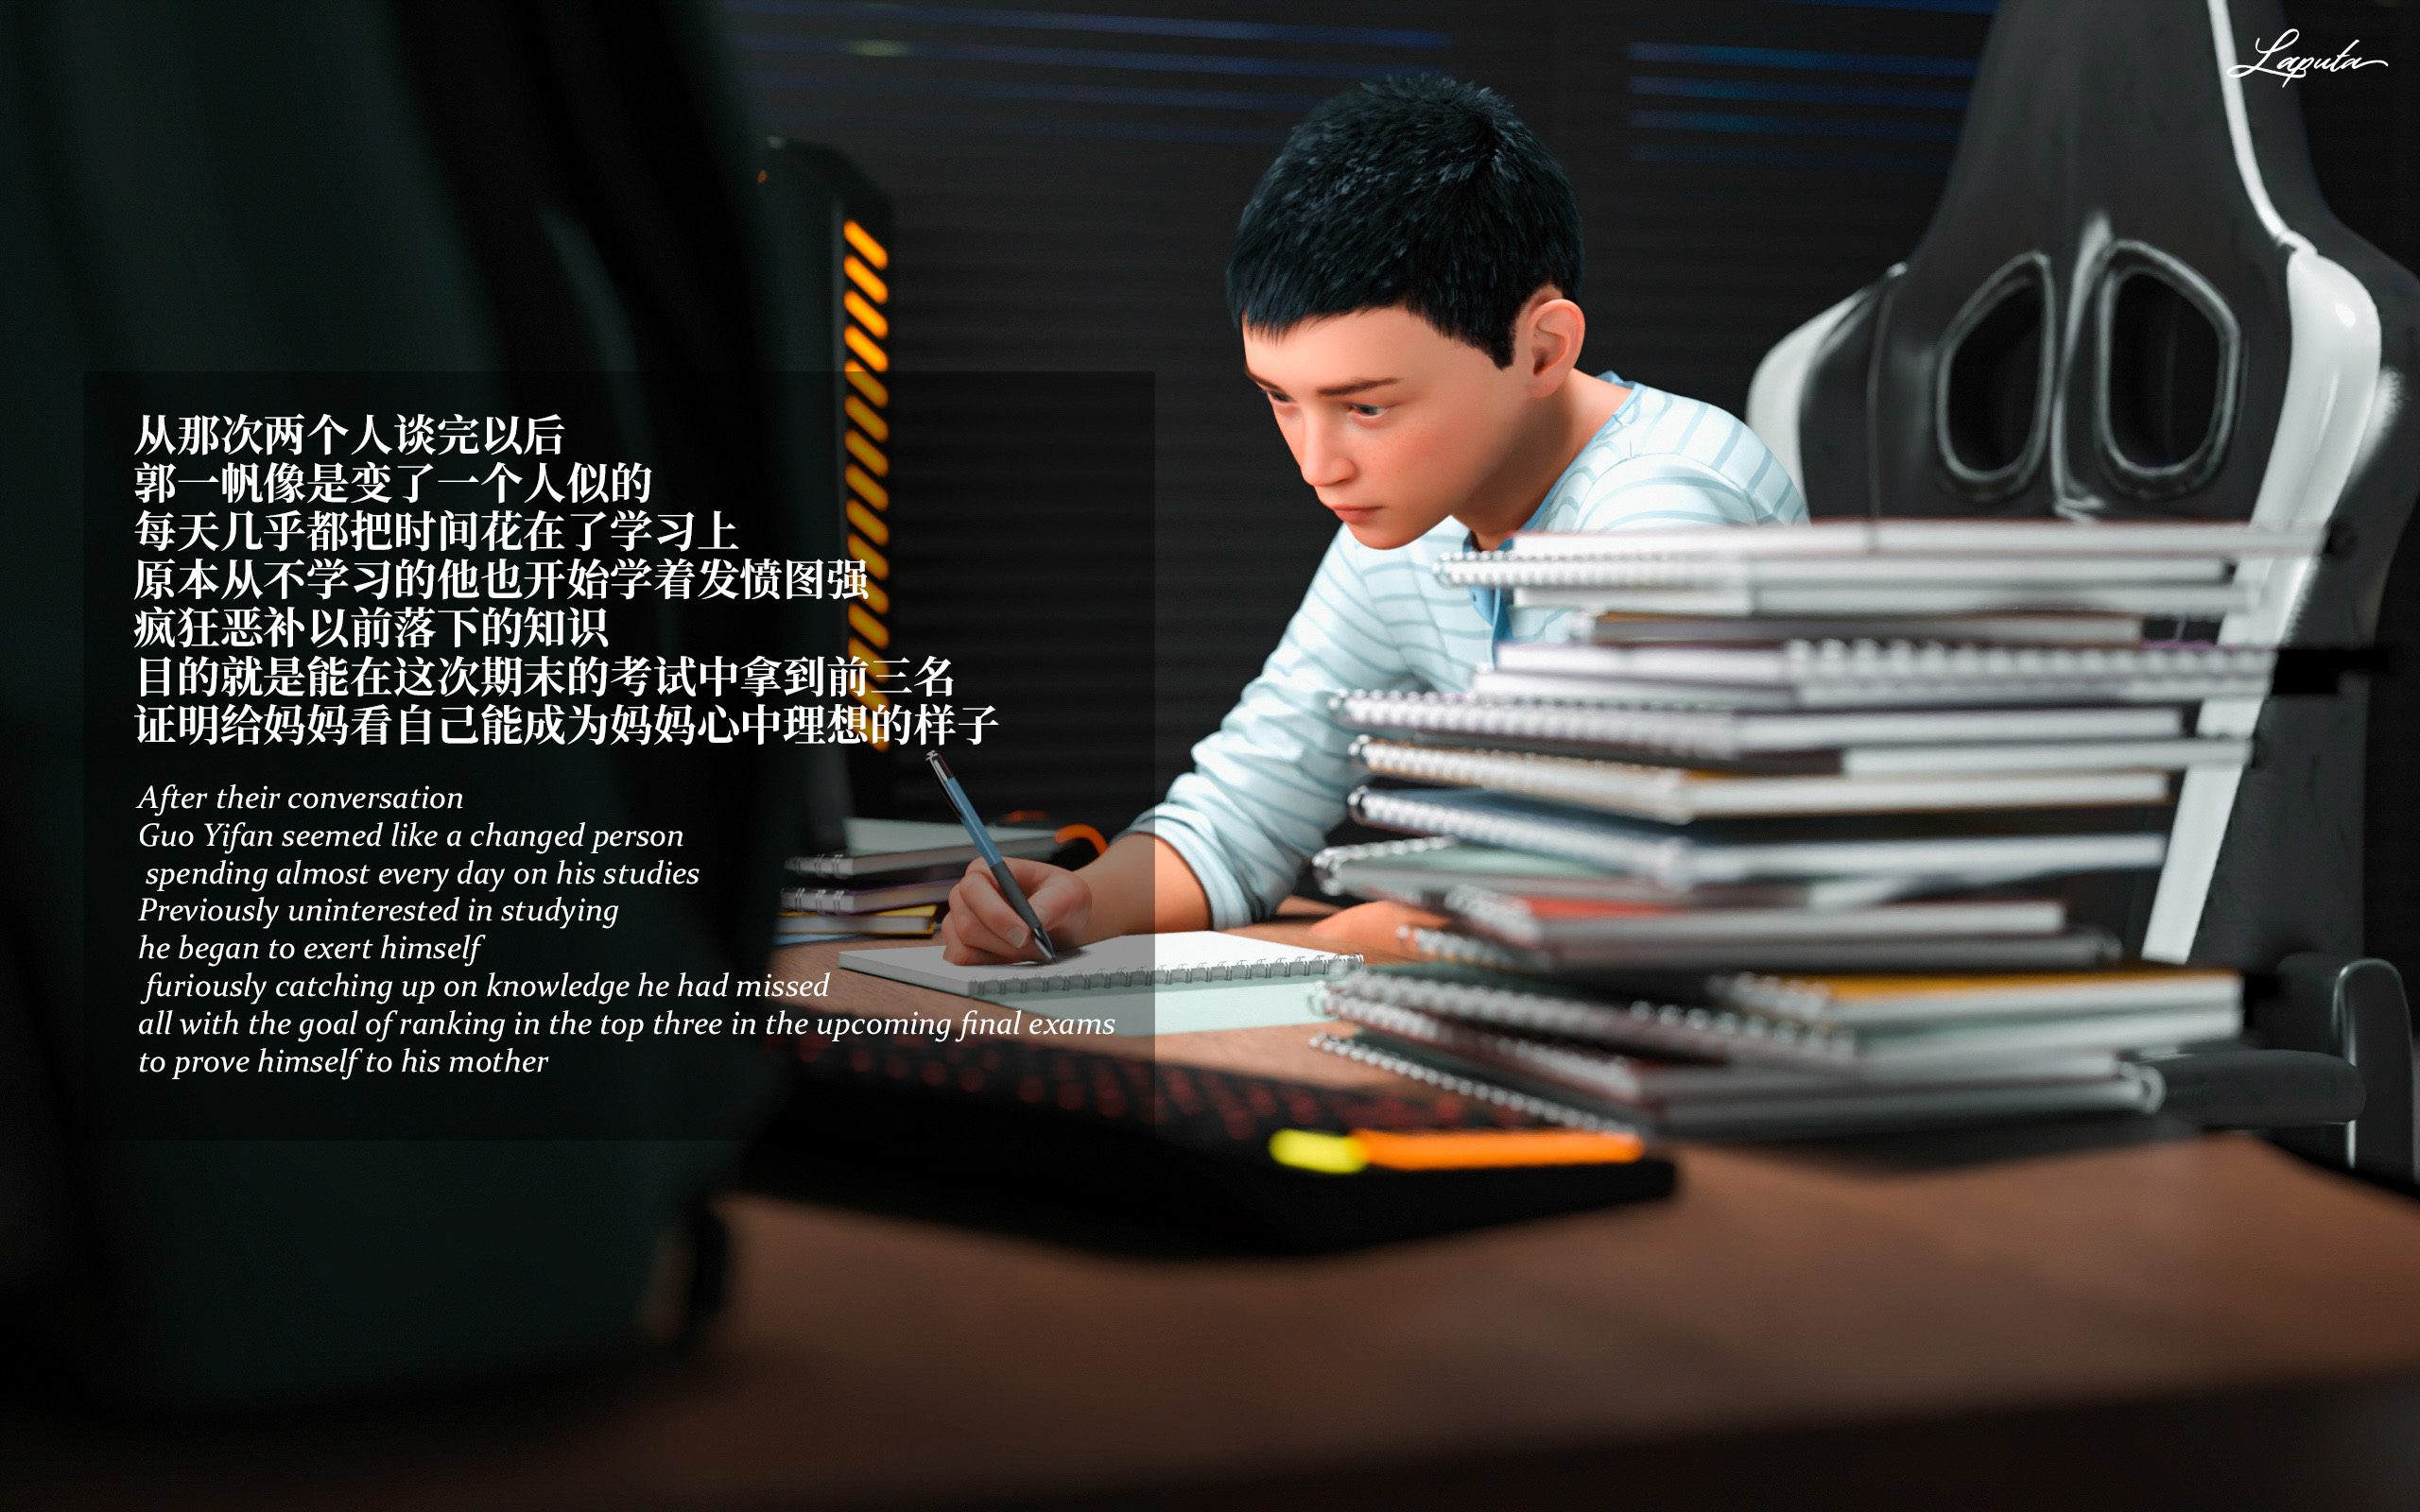 Laputa
从那次两个人谈完以后
郭一帆像是变了一个人似的
每天几乎都把时间花在了学习上
原本从不学习的他也开始学着发愤图强
疯狂恶补以前落下的知识
目的就是能在这次期末的考试中拿到前三名
证明给妈妈看自己能成为妈妈心中理想的样子
After their conversation
Guo Yifan seemed like a changed person
spending almost every day on his studies
Previously uninterested in studying
he began to exert himself
furiously catching up on knowledge he had missed
all with the goal of ranking in the top three in the upcoming final exams
to prove himself to his mother